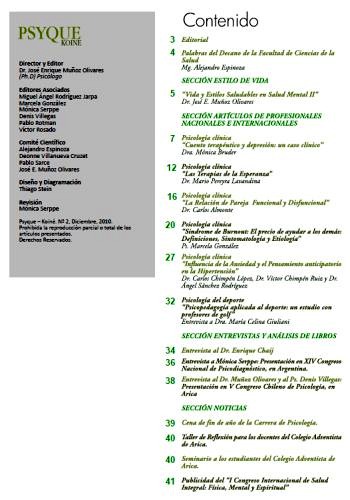 PSYQUE
KOINÉ
Director y Editor
Dr. José Enrique Muñoz Olivares
(Ph.D) Psicólogo
Editores Asociados
Miguel Ángel Rodríguez Jarpa
Marcela González
Mónica Serppe
Denis Villegas
Pablo Rotman
Víctor Rosado
Comité Científico
Alejandro Espinoza
Deonne Villanueva Cruzet
Pablo Sarce
José E. Muñoz Olivares
Diseño y Diagramación
Thiago Stein
Revisión
Mónica Serppe
Psyque – Koiné. Nº 2, Diciembre, 2010.
Prohibida la reproducción parcial o total de los
artículos presentados.
Derechos Reservados.
Contenido
3 Editorial
4 Palabras del Decano de la Facultad de Ciencias de la
Salud
Mg. Alejandro Espinoza
SECCIÓN ESTILO DE VIDA
5 "Vida y Estilos Saludables en Salud Mental II"
Dr. José E. Muñoz Olivares
SECCIÓN ARTÍCULOS DE PROFESIONALES
NACIONALES E INTERNACIONALES
7 Psicología clínica
"Cuento terapéutico y depresión: un caso clínico"
Dra. Mónica Bruder
12 Psicología clínica
"Las Terapias de la Esperanza"
Dr. Mario Pereyra Lavandina
16 Psicología clínica
"La Relación de Pareja Funcional y Disfuncional"
Dr. Carlos Almonte
20 Psicología clínica
"Síndrome de Burnout: El precio de ayudar a los demás:
Definiciones, Sintomatología y Etiología"
Ps. Marcela González
27 Psicología clínica
"Influencia de la Ansiedad y el Pensamiento anticipatorio
en la Hipertensión"
Dr. Carlos Chimpén López, Dr. Víctor Chimpén Ruiz y Dr.
Ángel Sánchez Rodríguez
32 Psicología del deporte
"Psicopedagogía aplicada al deporte: un estudio con
profesores de golf"
Entrevista a Dra. María Celina Giuliani
SECCIÓN ENTREVISTAS Y ANÁLISIS DE LIBROS
34 Entrevista al Dr. Enrique Chaij
36 Entrevista a Mónica Serppe: Presentación en XIV Congreso
Nacional de Psicodiagnóstico, en Argentina.
38 Entrevista al Dr. Muñoz Olivares y al Ps. Denis Villegas:
Presentación en V Congreso Chileno de Psicología, en
Arica
SECCIÓN NOTICIAS
39 Cena de fin de año de la Carrera de Psicología.
40 Taller de Reflexión para los docentes del Colegio Adventista
de Arica.
40 Seminario a los estudiantes del Colegio Adventista de
Arica.
41 Publicidad del "I Congreso Internacional de Salud
Integral: Física, Mental y Espiritual"